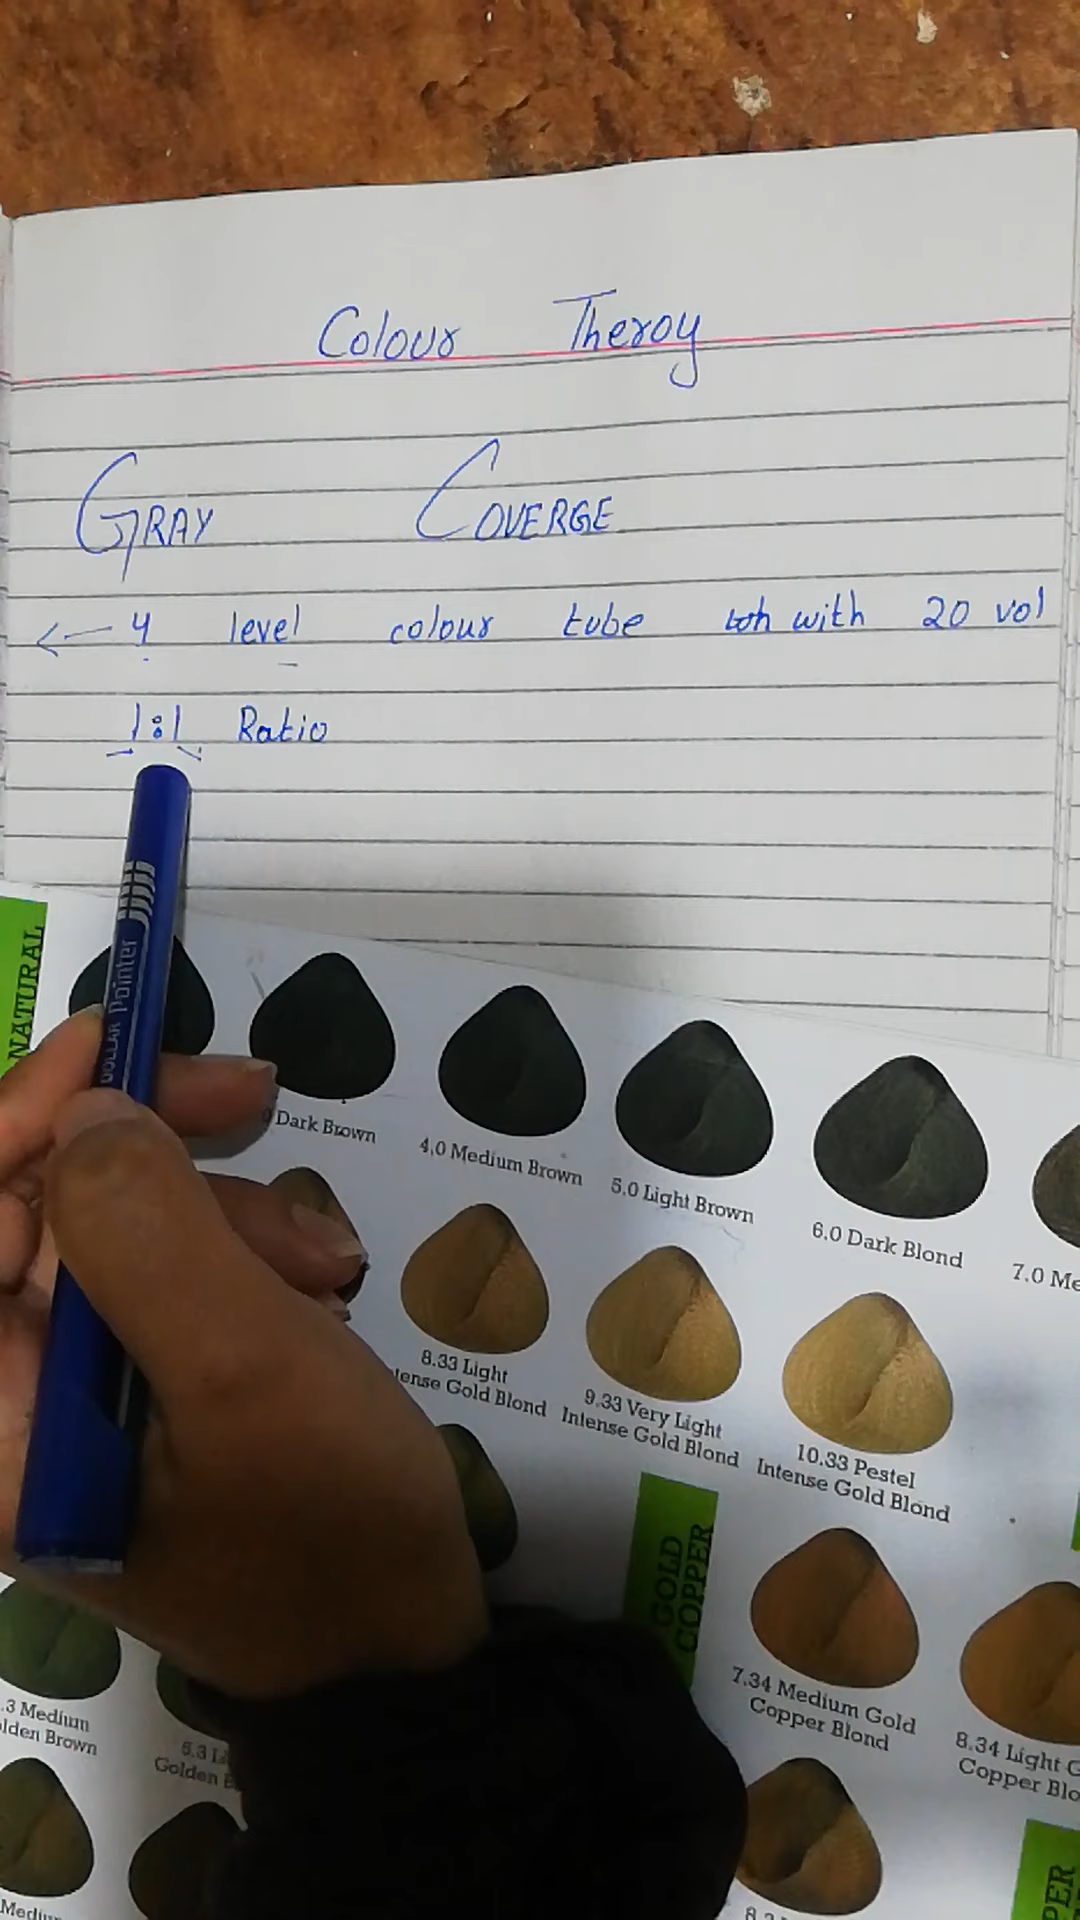 Colour Theroy
GRAY COVERGE
4 level colour tube with 20 vol
1:1 Ratio
DOLLAR Pointer
NATURAL
Dark Brown
4.0 Medium Brown
5.0 Light Brown
6.0 Dark Blond
7.0 Me
8.33 Light
tense Gold Blond
9.33 Very Light
Intense Gold Blond
10.33 Pestel
Intense Gold Blond
GOLD
COPPER
7.34 Medium Gold
Copper Blond
8.34 Light G
Copper Blo
.3 Medium
lden Brown
Golden
PER
Medium